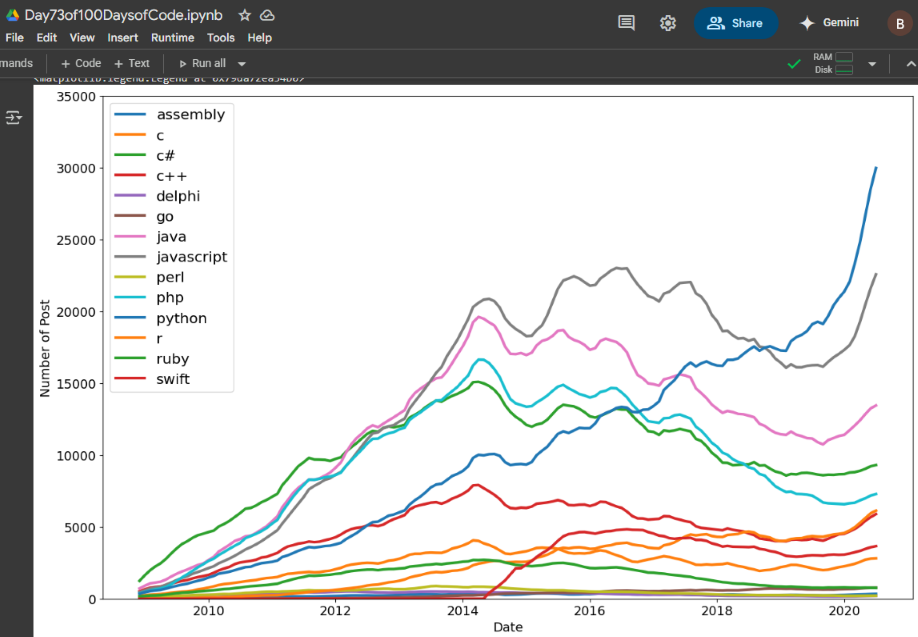 Day73of100DaysofCode.ipynb
File Edit View Insert Runtime Tools Help
Share
Gemini
B
mands + Code + Text Run all
RAM
Disk
35000
30000
25000
20000
15000
10000
5000
0
Number of Post
assembly
c
c#
c++
delphi
go
java
javascript
perl
php
python
r
ruby
swift
2010 2012 2014 2016 2018 2020
Date